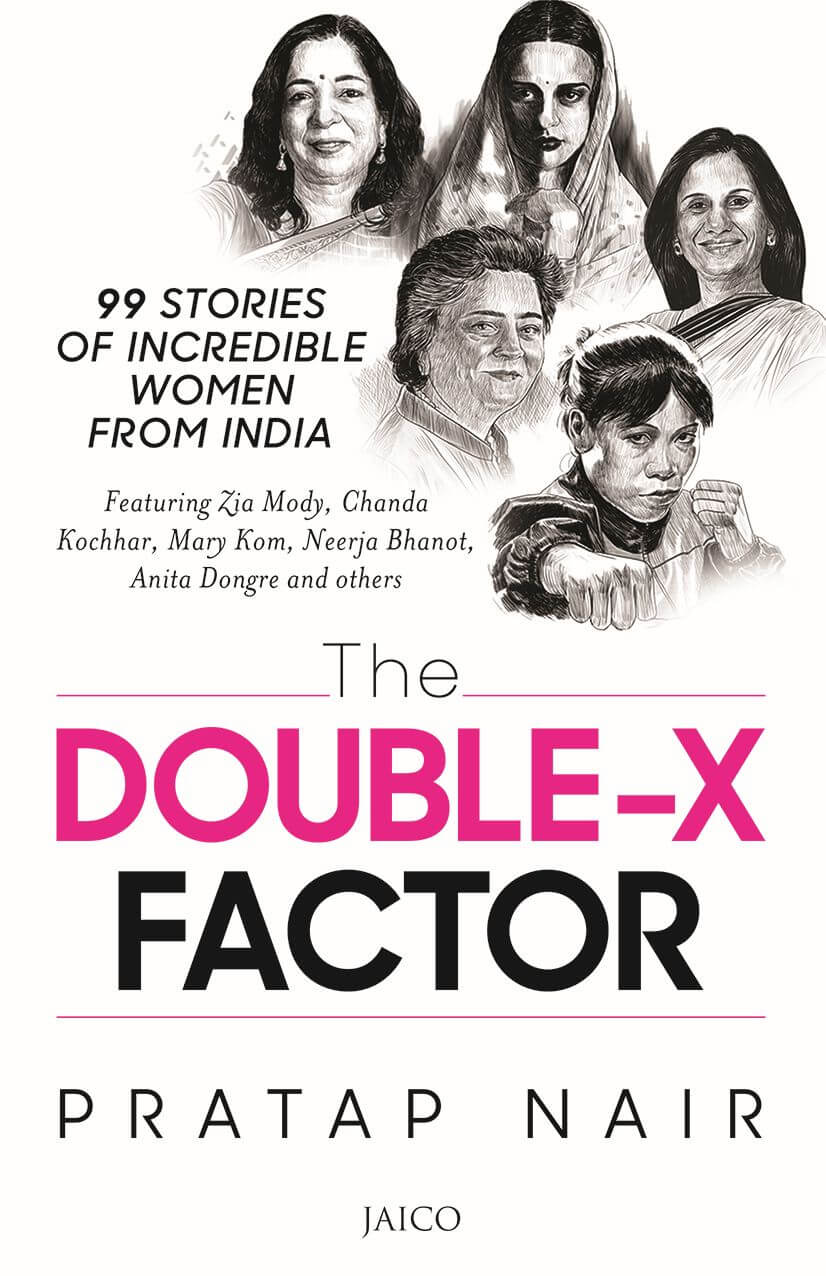 99 STORIES
OF INCREDIBLE
WOMEN
FROM INDIA
Featuring Zia Mody, Chanda
Kochhar, Mary Kom, Neerja Bhanot,
Anita Dongre and others
The
DOUBLE-X
FACTOR
PRATAP NAIR
JAICO